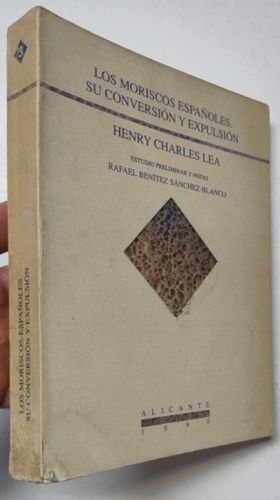 LOS MORISCOS ESPAÑOLES.
SU CONVERSIÓN Y EXPULSIÓN
HENRY CHARLES LEA
ESTUDIO PRELIMINAR Y NOTAS
RAFAEL BENÍTEZ SÁNCHEZ-BLANCO
ALICANTE
1990
LOS MORISCOS ESPAÑOLES.
SU CONVERSIÓN Y EXPULSIÓN